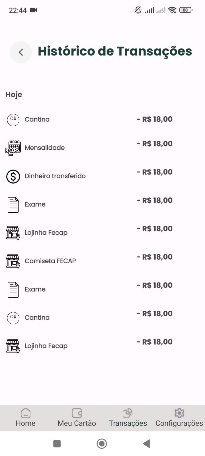 22:44
Histórico de Transações
Hoje
Cantina - R$ 18,00
Mensalidade - R$ 18,00
Dinheiro transferido - R$ 18,00
Exame - R$ 18,00
Lojinha Fecap - R$ 18,00
Camiseta FECAP - R$ 18,00
Exame - R$ 18,00
Cantina - R$ 18,00
Lojinha Fecap - R$ 18,00
Home Meu Cartão Transações Configurações